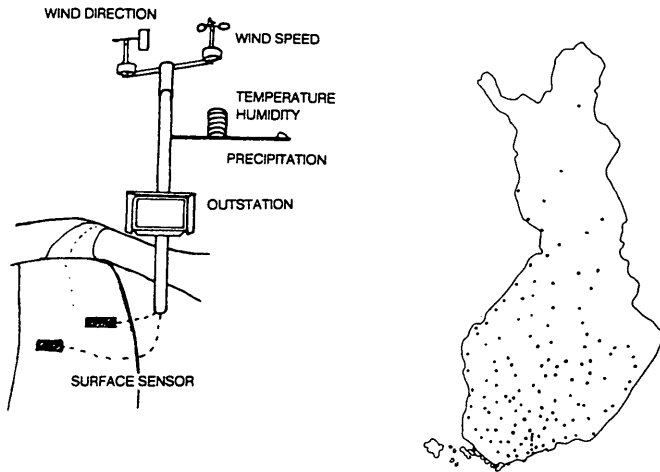 WIND DIRECTION
WIND SPEED
TEMPERATURE
HUMIDITY
PRECIPITATION
OUTSTATION
SURFACE SENSOR